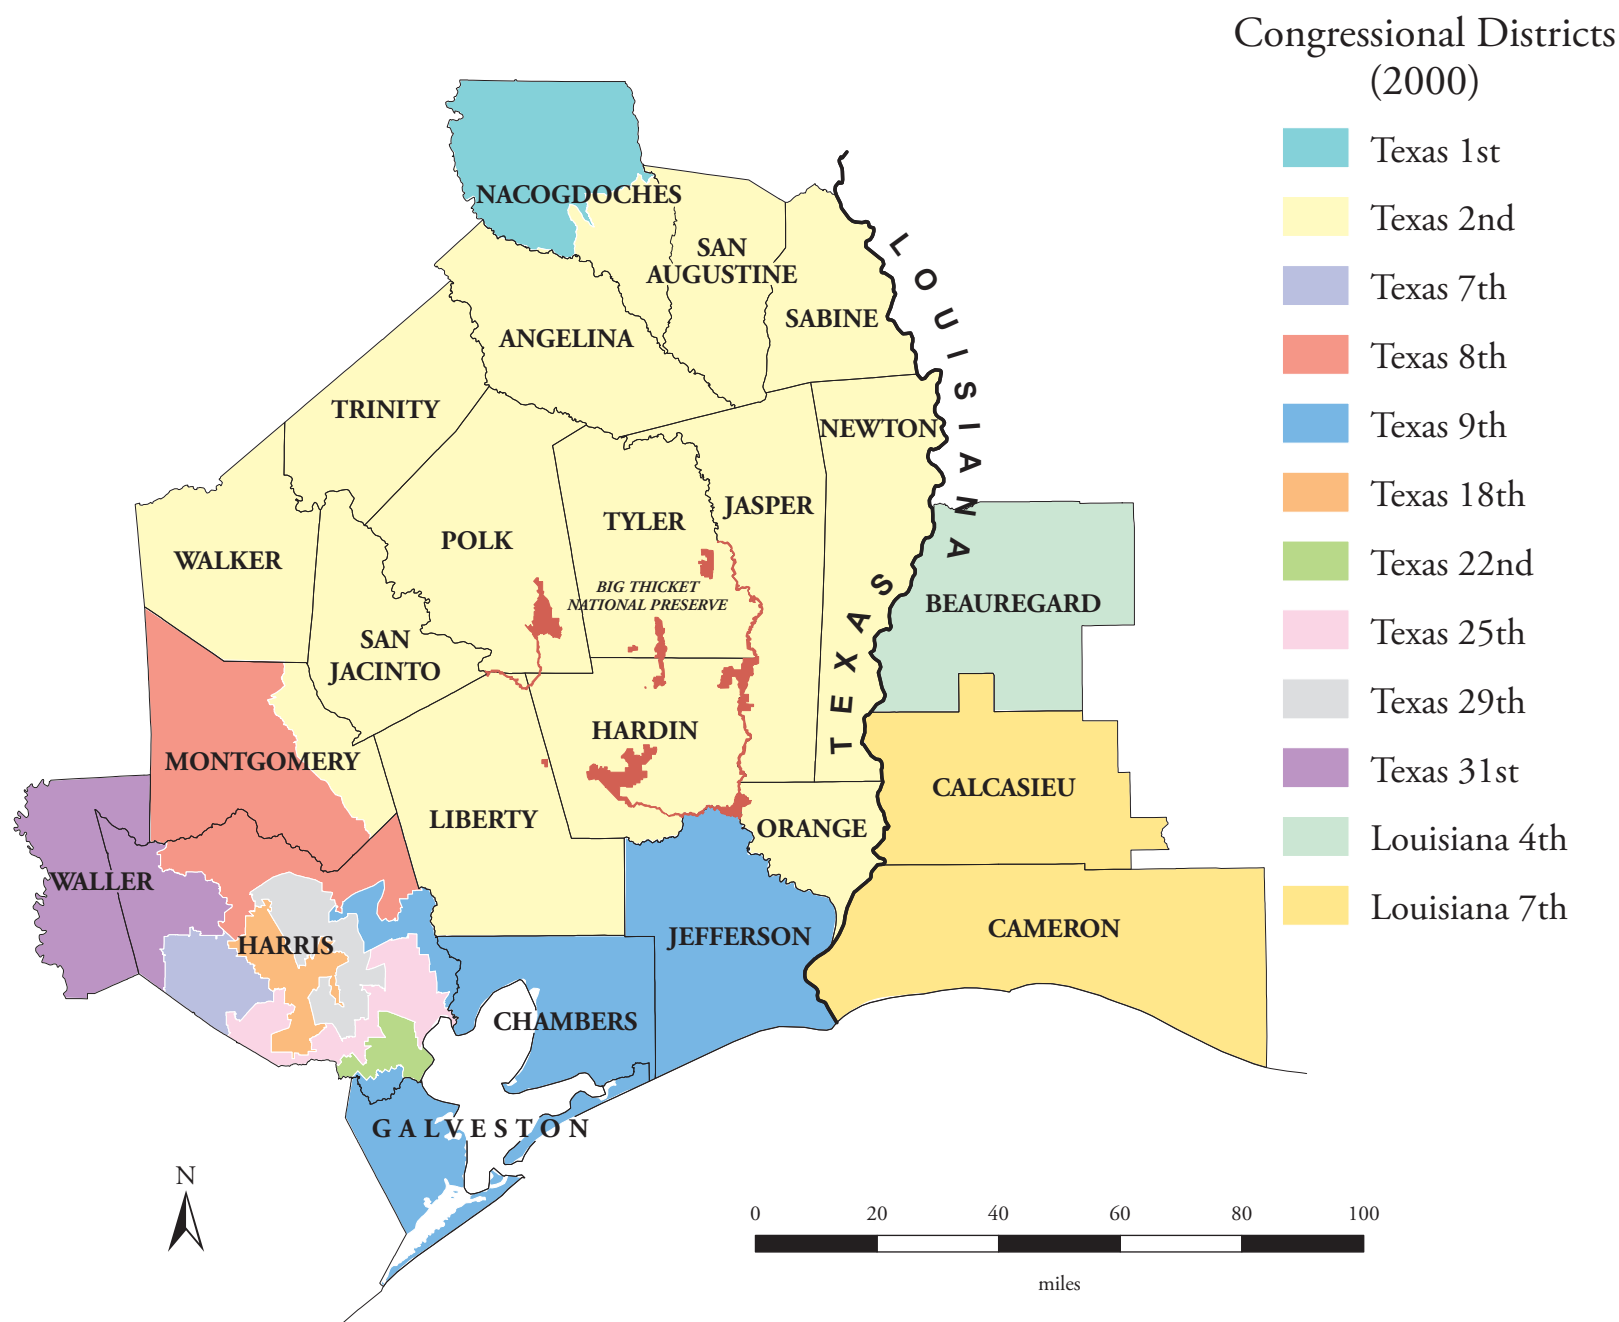 Congressional Districts
(2000)
Texas 1st
Texas 2nd
Texas 7th
Texas 8th
Texas 9th
Texas 18th
Texas 22nd
Texas 25th
Texas 29th
Texas 31st
Louisiana 4th
Louisiana 7th
NACOGDOCHES
SAN
AUGUSTINE
SABINE
ANGELINA
TRINITY
NEWTON
LOUISIANA
JASPER
TYLER
POLK
WALKER
BIG THICKET
NATIONAL PRESERVE
BEAUREGARD
TEXAS
SAN
JACINTO
HARDIN
MONTGOMERY
CALCASIEU
LIBERTY
ORANGE
WALLER
HARRIS
JEFFERSON
CAMERON
CHAMBERS
GALVESTON
N
0 20 40 60 80 100
miles